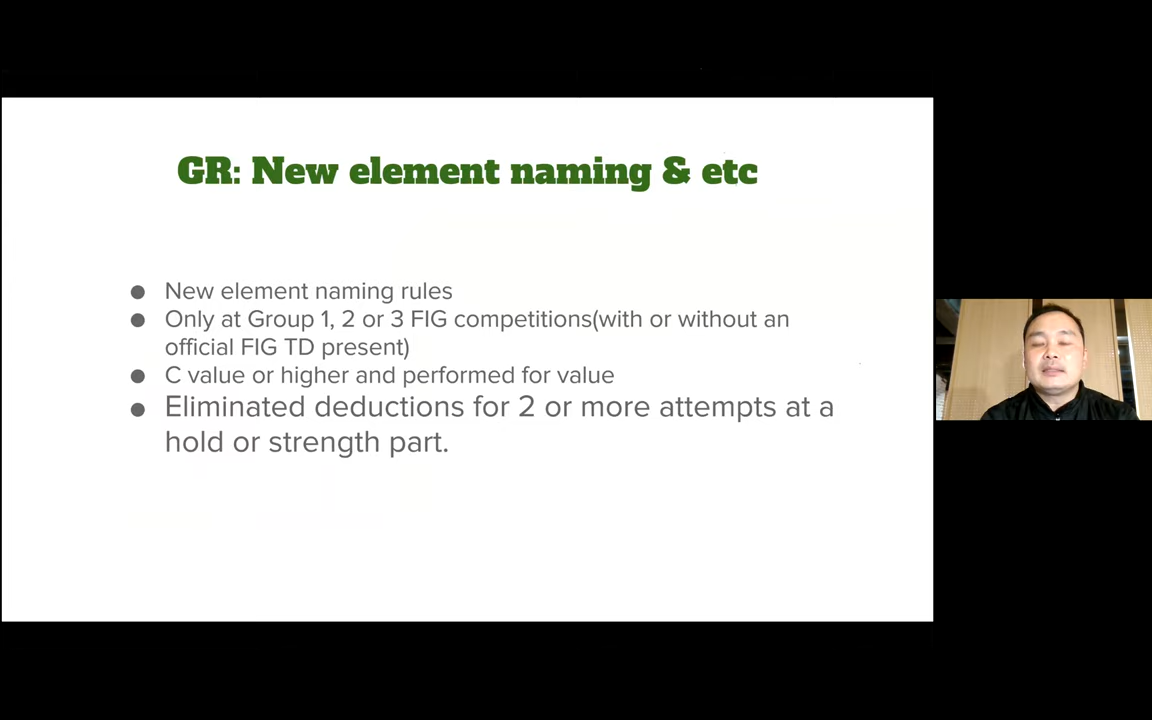 GR: New element naming & etc
● New element naming rules
● Only at Group 1, 2 or 3 FIG competitions(with or without an
official FIG TD present)
● C value or higher and performed for value
● Eliminated deductions for 2 or more attempts at a
hold or strength part.